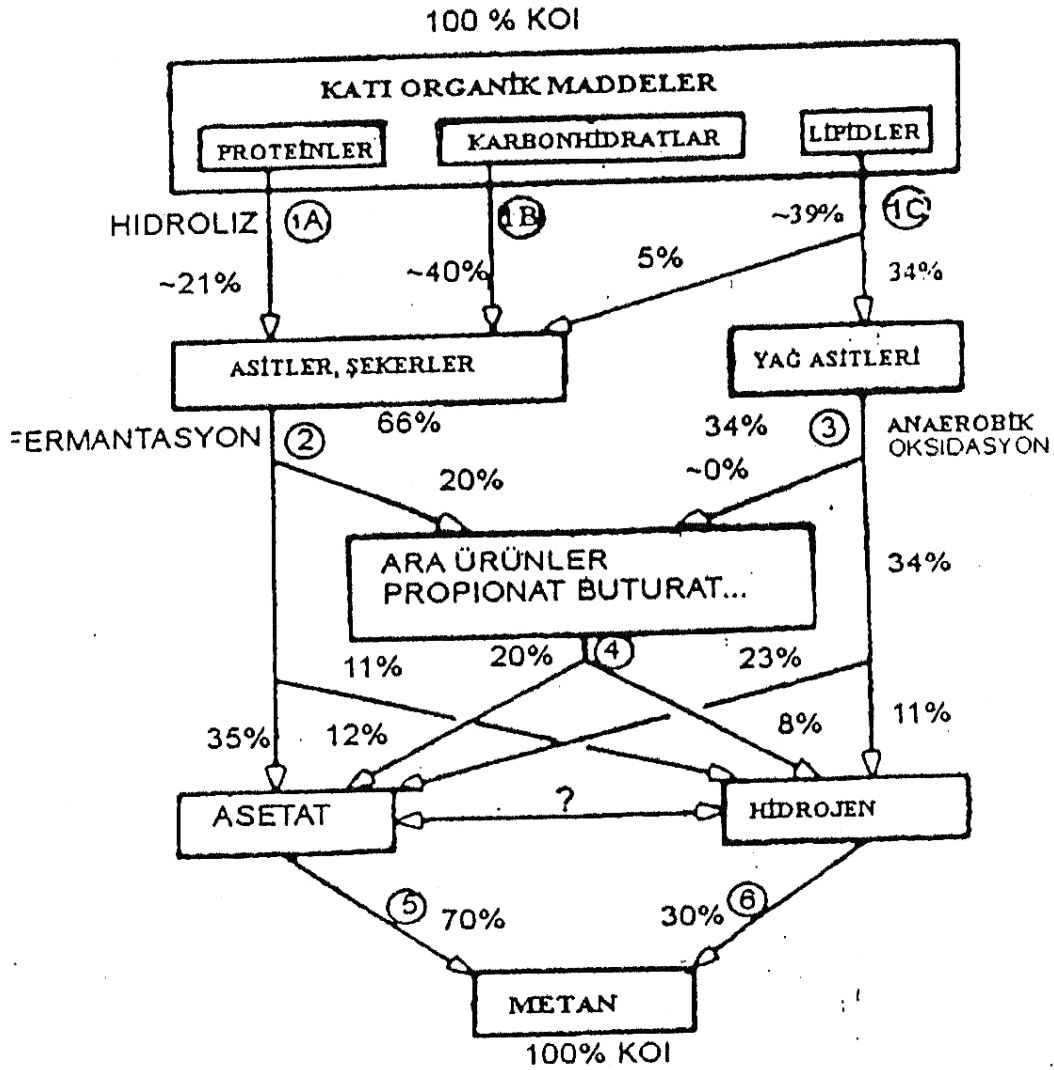 100 % KOI
KATI ORGANİK MADDELER
PROTEİNLER
KARBONHİDRATLAR
LİPİDLER
HIDROLIZ
1A
1B
~39%
1C
~21%
~40%
5%
34%
ASİTLER, ŞEKERLER
YAĞ ASİTLERİ
FERMANTASYON
2
66%
34%
3
ANAEROBİK
OKSIDASYON
20%
~0%
ARA ÜRÜNLER
PROPIONAT BUTURAT...
34%
11%
20%
4
23%
35%
12%
8%
11%
ASETAT
?
HİDROJEN
5
70%
30%
6
METAN
100% KOI